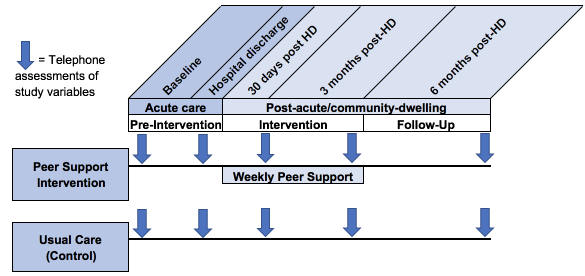 = Telephone
assessments of
study variables
Baseline
Hospital discharge
30 days post HD
3 months post-HD
6 months post-HD
Acute care
Post-acute/community-dwelling
Pre-Intervention
Intervention
Follow-Up
Peer Support
Intervention
Weekly Peer Support
Usual Care
(Control)